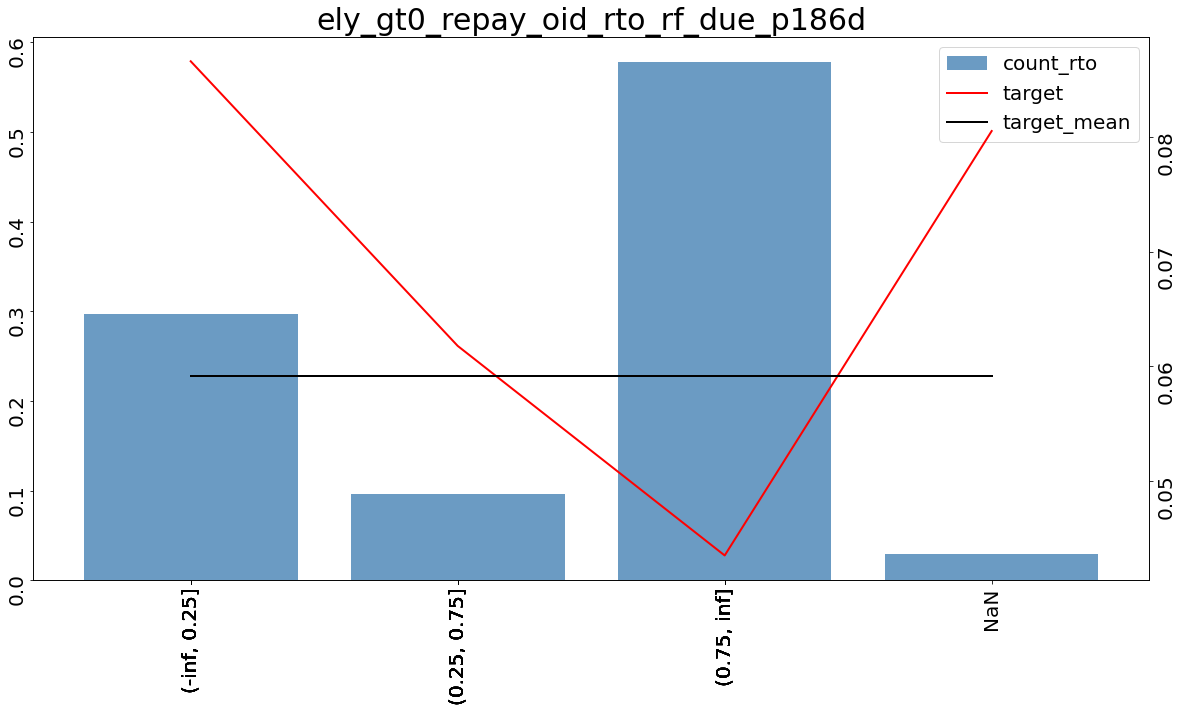 ely_gt0_repay_oid_rto_rf_due_p186d
count_rto
target
target_mean
0.6
0.5
0.4
0.3
0.2
0.1
0.0
0.08
0.07
0.06
0.05
(-inf, 0.25]
(0.25, 0.75]
(0.75, inf]
NaN